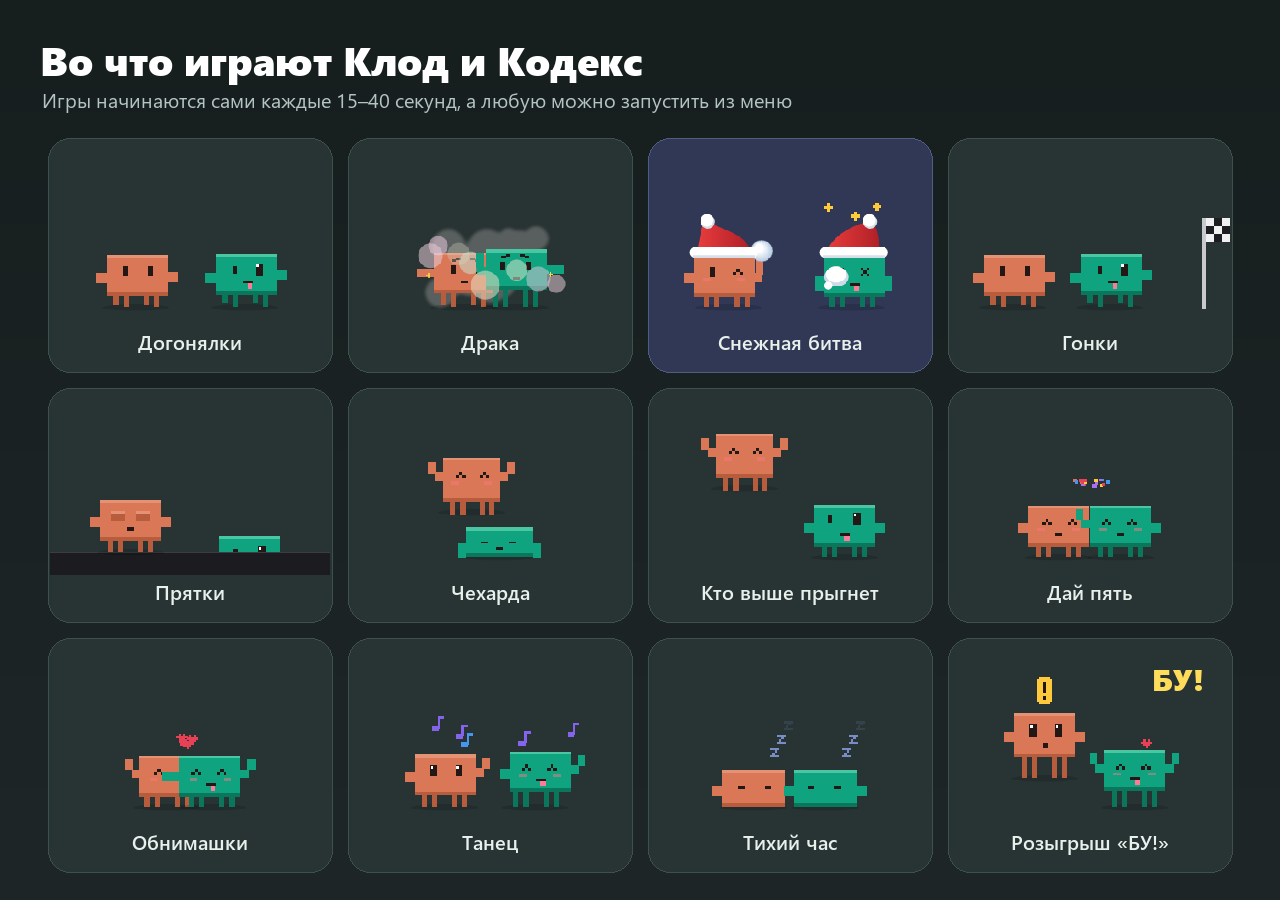 Во что играют Клод и Кодекс
Игры начинаются сами каждые 15–40 секунд, а любую можно запустить из меню
Догонялки
Драка
Снежная битва
Гонки
Прятки
Чехарда
Кто выше прыгнет
Дай пять
!
БУ!
Обнимашки
Танец
Тихий час
Розыгрыш «БУ!»